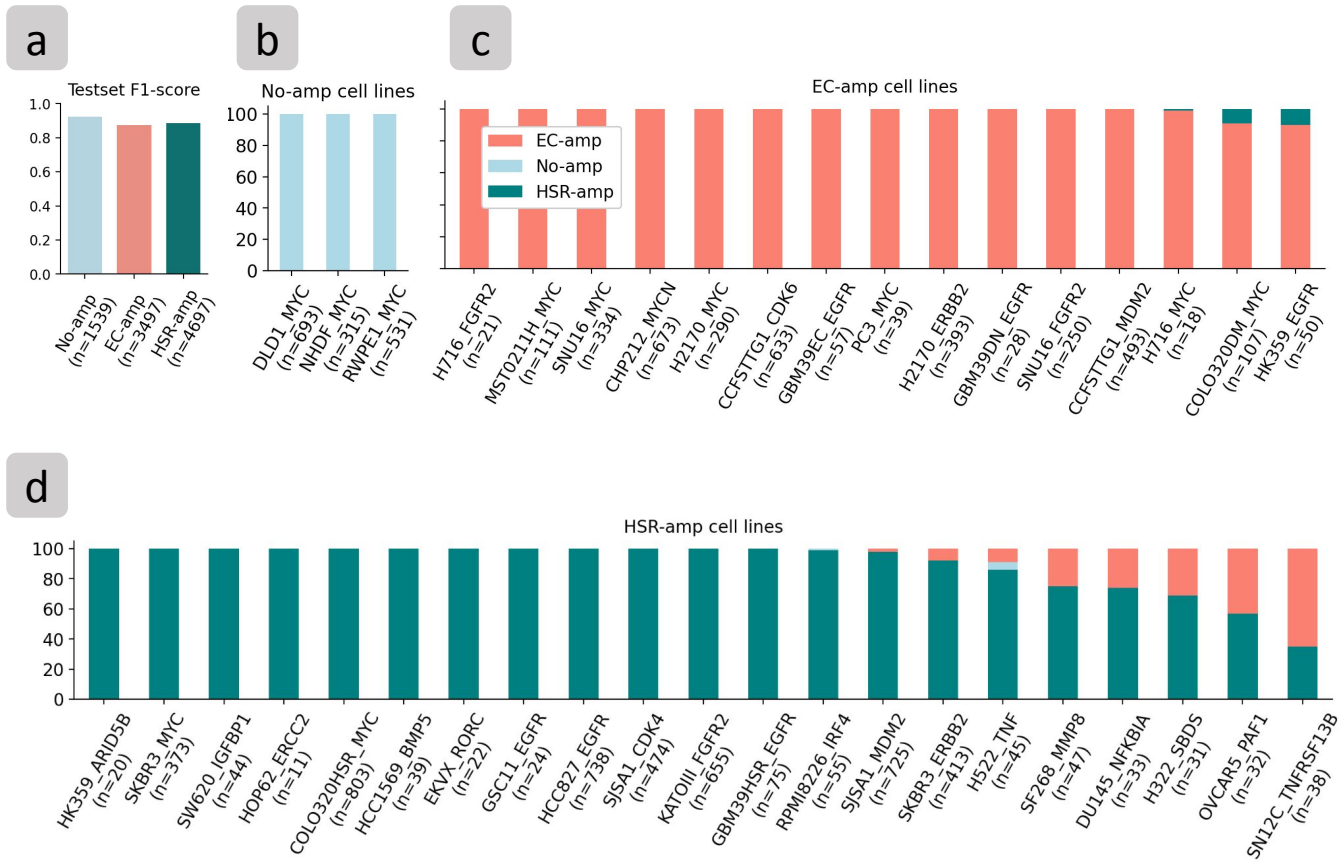 a
Testset F1-score
1.0
0.8
0.6
0.4
0.2
0.0
No-amp
(n=1539)
EC-amp
(n=3497)
HSR-amp
(n=4697)
b
No-amp cell lines
100
80
60
40
20
0
DLD1_MYC
(n=693)
NHDF_MYC
(n=315)
RWPE1_MYC
(n=531)
c
EC-amp cell lines
EC-amp
No-amp
HSR-amp
H716_FGFR2
(n=21)
MST0211H_MYC
(n=111)
SNU16_MYC
(n=334)
CHP212_MYCN
(n=673)
H2170_MYC
(n=290)
CCFSTTG1_CDK6
(n=633)
GBM39EC_EGFR
(n=57)
PC3_MYC
(n=39)
H2170_ERBB2
(n=393)
GBM39DN_EGFR
(n=28)
SNU16_FGFR2
(n=250)
CCFSTTG1_MDM2
(n=493)
H716_MYC
(n=18)
COLO320DM_MYC
(n=107)
HK359_EGFR
(n=50)
d
HSR-amp cell lines
100
80
60
40
20
0
HK359_ARID5B
(n=20)
SKBR3_MYC
(n=373)
SW620_IGFBP1
(n=44)
HOP62_ERCC2
(n=11)
COLO320HSR_MYC
(n=803)
HCC1569_BMP5
(n=39)
EKVX_RORC
(n=22)
GSC11_EGFR
(n=24)
HCC827_EGFR
(n=738)
SJSA1_CDK4
(n=474)
KATOIII_FGFR2
(n=655)
GBM39HSR_EGFR
(n=75)
RPMI8226_IRF4
(n=55)
SJSA1_MDM2
(n=725)
SKBR3_ERBB2
(n=413)
H522_TNF
(n=45)
SF268_MMP8
(n=47)
DU145_NFKBIA
(n=33)
H322_SBDS
(n=31)
OVCAR5_PAF1
(n=32)
SN12C_TNFRSF13B
(n=38)